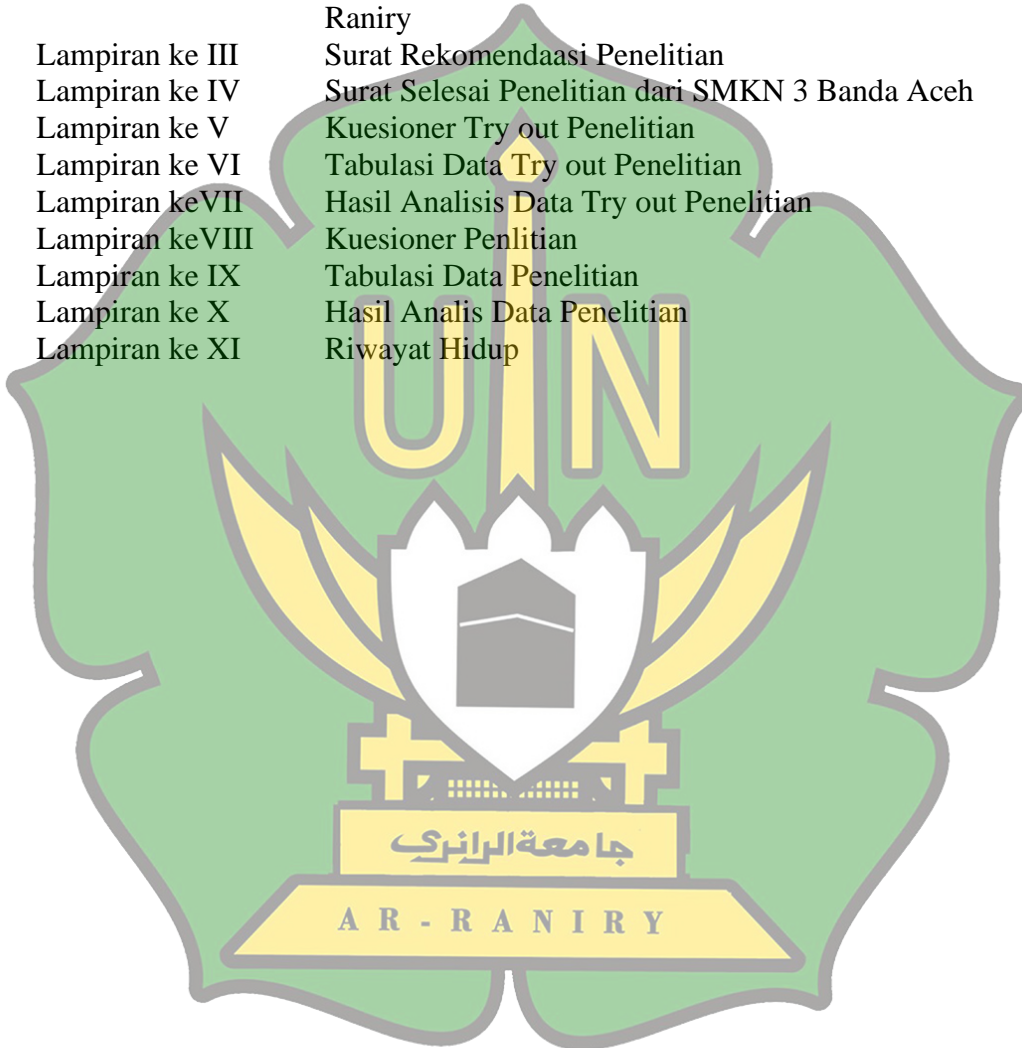 Raniry
Lampiran ke III Surat Rekomendaasi Penelitian
Lampiran ke IV Surat Selesai Penelitian dari SMKN 3 Banda Aceh
Lampiran ke V Kuesioner Try out Penelitian
Lampiran ke VI Tabulasi Data Try out Penelitian
Lampiran keVII Hasil Analisis Data Try out Penelitian
Lampiran keVIII Kuesioner Penlitian
Lampiran ke IX Tabulasi Data Penelitian
Lampiran ke X Hasil Analis Data Penelitian
Lampiran ke XI Riwayat Hidup
UIN
جامعة الرانري
AR-RANIRY